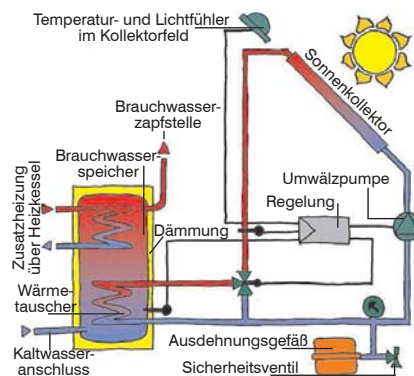 Temperatur- und Lichtfühler
im Kollektorfeld
Sonnenkollektor
Brauchwasser-
zapfstelle
Brauchwasser-
speicher
Umwälzpumpe
Regelung
Zusatzheizung
über Heizkessel
Dämmung
Wärme-
tauscher
Kaltwasser-
anschluss
Ausdehnungsgefäß
Sicherheitsventil